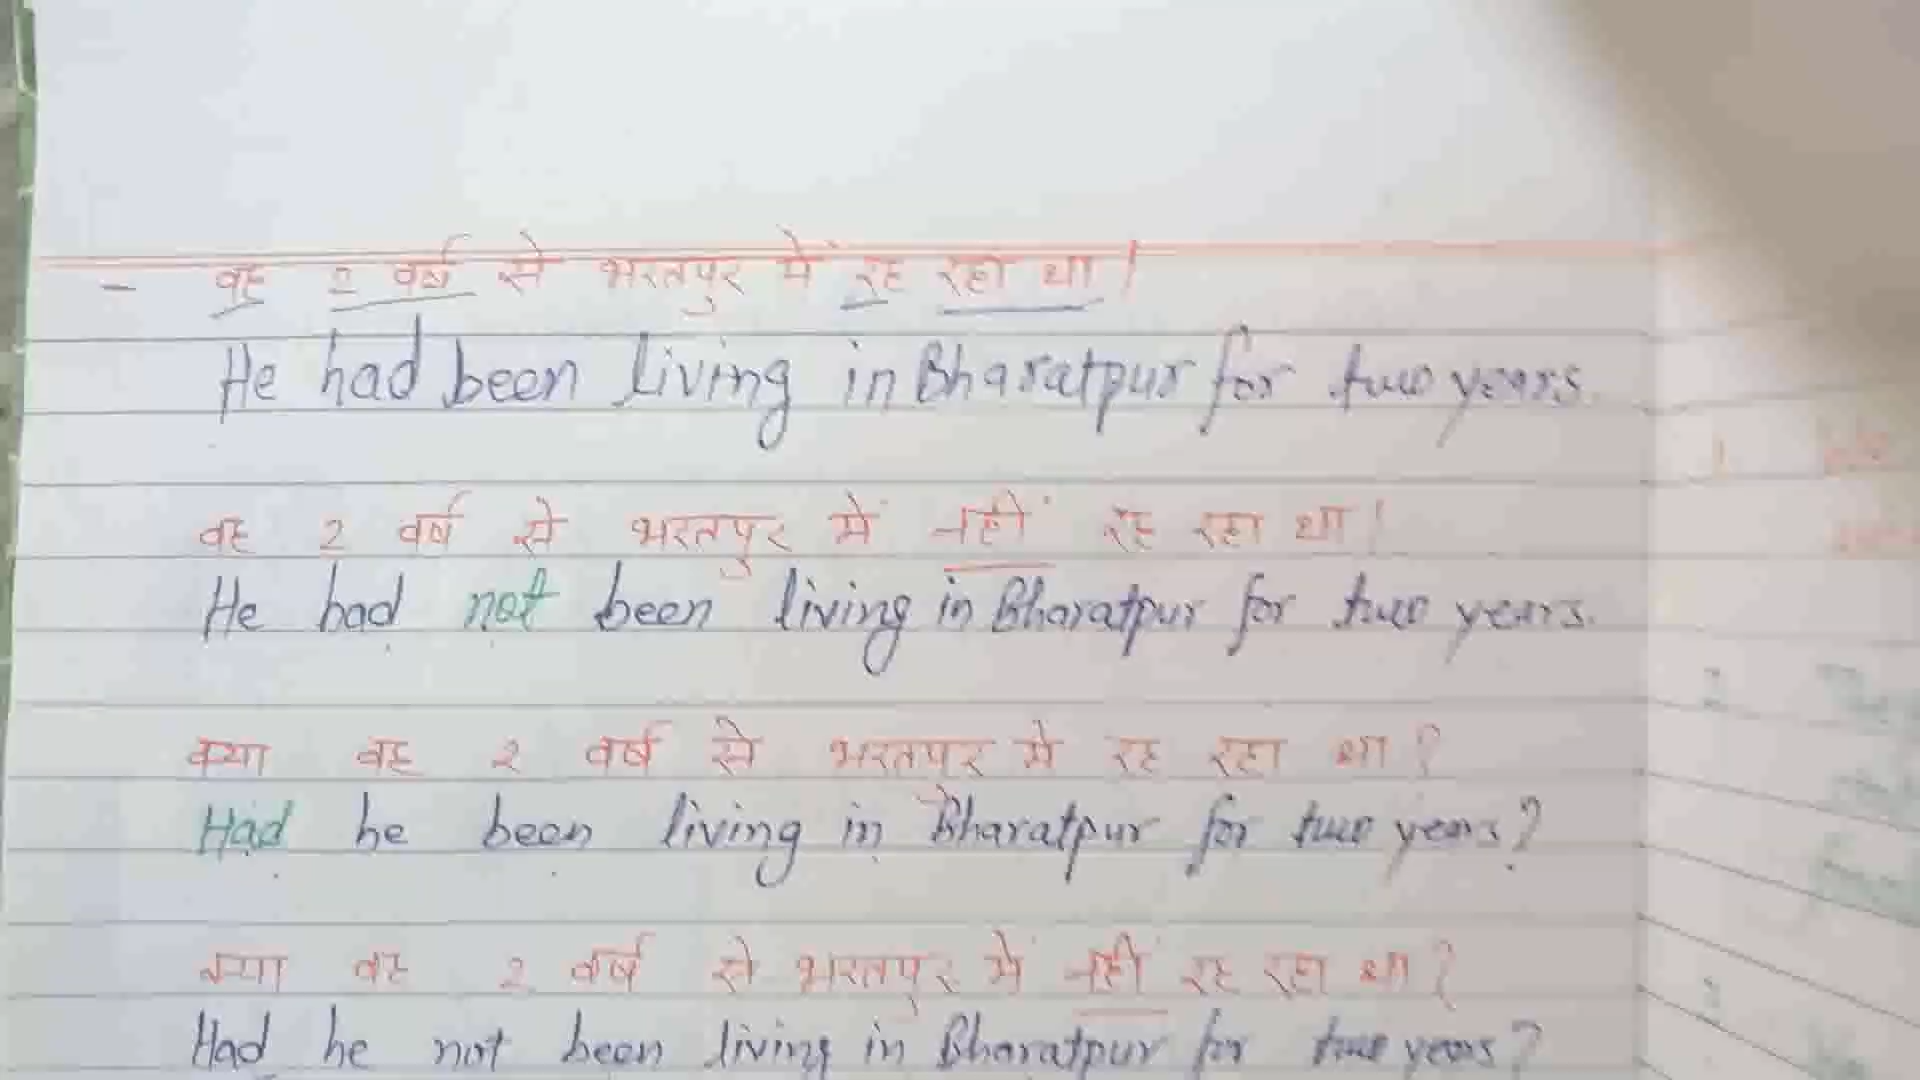 - वह 2 वर्ष से भरतपुर में रह रहा था।
He had been living in Bharatpur for two years.
वह 2 वर्ष से भरतपुर में नहीं रह रहा था।
He had not been living in Bharatpur for two years.
क्या वह 2 वर्ष से भरतपुर में रह रहा था?
Had he been living in Bharatpur for two years?
क्या वह 2 वर्ष से भरतपुर में नहीं रह रहा था?
Had he not been living in Bharatpur for two years?